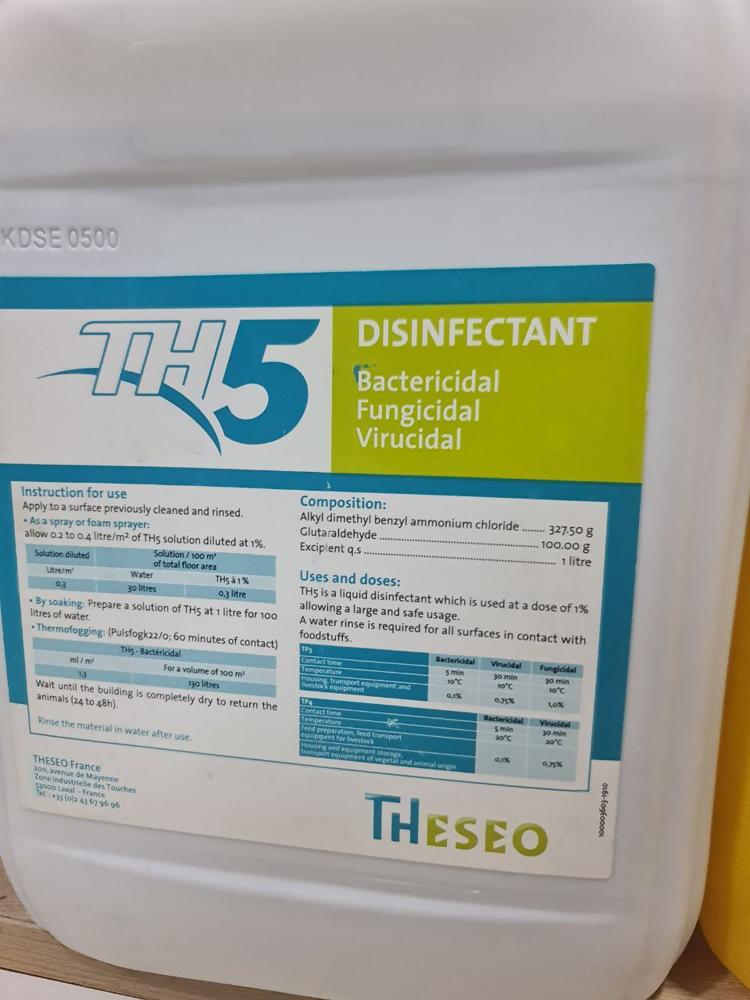 KDSE 0500
TH5
DISINFECTANT
Bactericidal
Fungicidal
Virucidal
Instruction for use
Apply to a surface previously cleaned and rinsed.
• As a spray or foam sprayer:
allow 0.2 to 0.4 litre/m² of TH5 solution diluted at 1%.
Solution diluted
Solution / 100 m²
of total floor area
Litre/m²
Water
TH5 à 1 %
0,3
30 litres
0,3 litre
• By soaking: Prepare a solution of TH5 at 1 litre for 100
litres of water.
• Thermofogging: (Pulsfogk22/0; 60 minutes of contact)
TH5 - Bactéricidal
ml / m³
For a volume of 100 m³
1,3
130 litres
Wait until the building is completely dry to return the
animals (24 to 48h).
Rinse the material in water after use.
Composition:
Alkyl dimethyl benzyl ammonium chloride ........ 327.50 g
Glutaraldehyde ........ 100.00 g
Excipient q.s ........ 1 litre
Uses and doses:
TH5 is a liquid disinfectant which is used at a dose of 1%
allowing a large and safe usage.
A water rinse is required for all surfaces in contact with
foodstuffs.
TP3
Bactericidal
Virucidal
Fungicidal
Contact time
5 min
30 min
30 min
Temperature
10°C
10°C
10°C
Housing, transport equipment and
livestock equipment
0,1%
0,75%
1,0%
TP4
Bactericidal
Virucidal
Contact time
5 min
30 min
Temperature
20°C
20°C
Feed preparation, feed transport
equipment for livestock
Housing and equipment storage,
transport equipment of vegetal and animal origin
0,1%
0,75%
THESEO France
200, avenue de Mayenne
Zone Industrielle des Touches
53000 Laval - France
Tél. : +33 (0)2 43 67 96 96
THESEO
100003603-1910